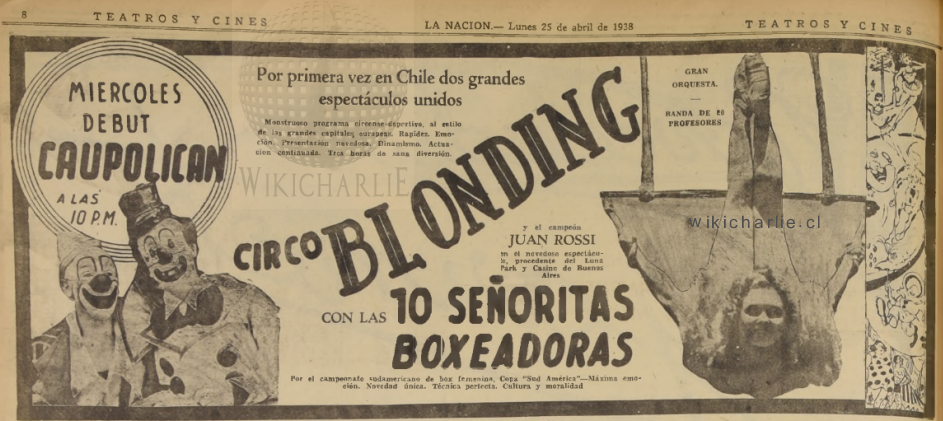 8
TEATROS Y CINES
LA NACION.— Lunes 25 de abril de 1938
TEATROS Y CINES
MIERCOLES
DEBUT
CAUPOLICAN
A LAS
10 P.M.
Por primera vez en Chile dos grandes
espectáculos unidos
Monstruoso programa circense-deportivo, al estilo
de las grandes capitales europeas. Rapidez. Emo-
ción. Presentación novedosa. Dinamismo. Actua-
ción continuada. Tres horas de sana diversión.
WIKICHARLIE
CIRCO BLONDING
GRAN
ORQUESTA.
BANDA DE 26
PROFESORES
wikicharlie.cl
y el campeón
JUAN ROSSI
en el novedoso espectácu-
lo, procedente del Luna
Park y Casino de Buenos
Aires
CON LAS 10 SEÑORITAS
BOXEADORAS
Por el campeonato sudamericano de box femenino, Copa "Sud América"—Máxima emo-
ción. Novedad única. Técnica perfecta. Cultura y moralidad